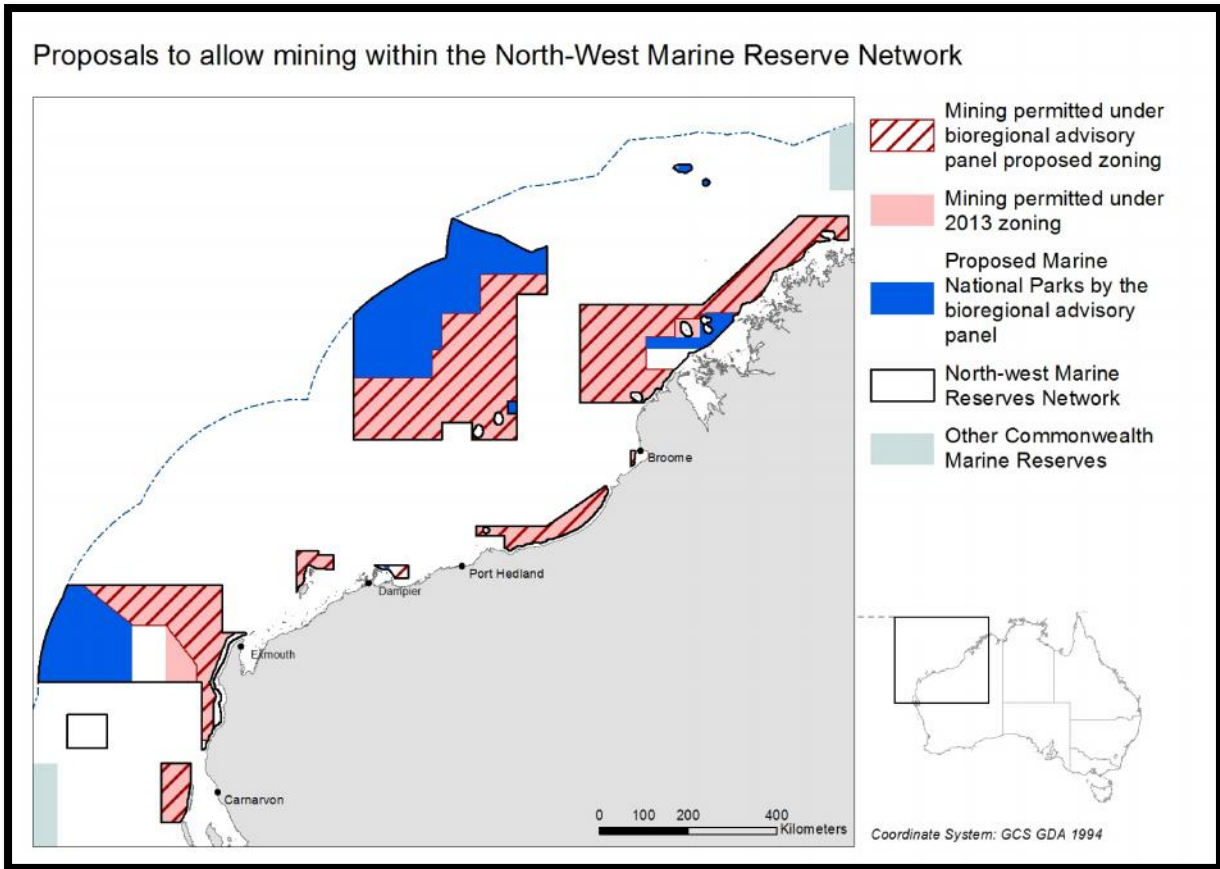 Proposals to allow mining within the North-West Marine Reserve Network
Mining permitted under
bioregional advisory
panel proposed zoning
Mining permitted under
2013 zoning
Proposed Marine
National Parks by the
bioregional advisory
panel
North-west Marine
Reserves Network
Other Commonwealth
Marine Reserves
Broome
Port Hedland
Dampier
Exmouth
Carnarvon
0 100 200 400
Kilometers
Coordinate System: GCS GDA 1994